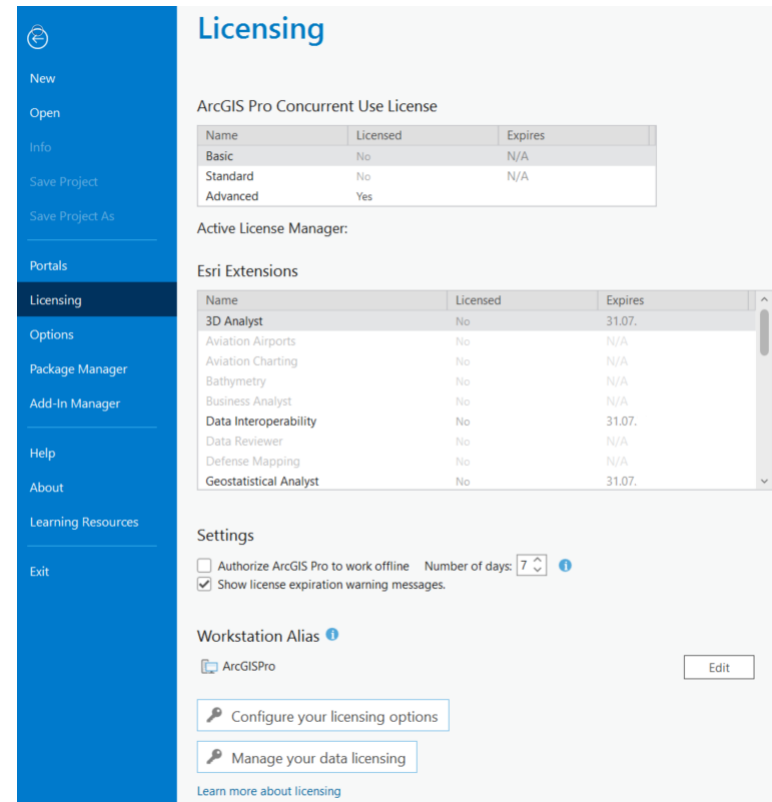 Licensing
New
Open
Info
Save Project
Save Project As
Portals
Licensing
Options
Package Manager
Add-In Manager
Help
About
Learning Resources
Exit
ArcGIS Pro Concurrent Use License
Name Licensed Expires
Basic No N/A
Standard No N/A
Advanced Yes
Active License Manager:
Esri Extensions
Name Licensed Expires
3D Analyst No 31.07.
Aviation Airports No N/A
Aviation Charting No N/A
Bathymetry No N/A
Business Analyst No N/A
Data Interoperability No 31.07.
Data Reviewer No N/A
Defense Mapping No N/A
Geostatistical Analyst No 31.07.
Settings
Authorize ArcGIS Pro to work offline Number of days: 7
Show license expiration warning messages.
Workstation Alias
ArcGISPro Edit
Configure your licensing options
Manage your data licensing
Learn more about licensing